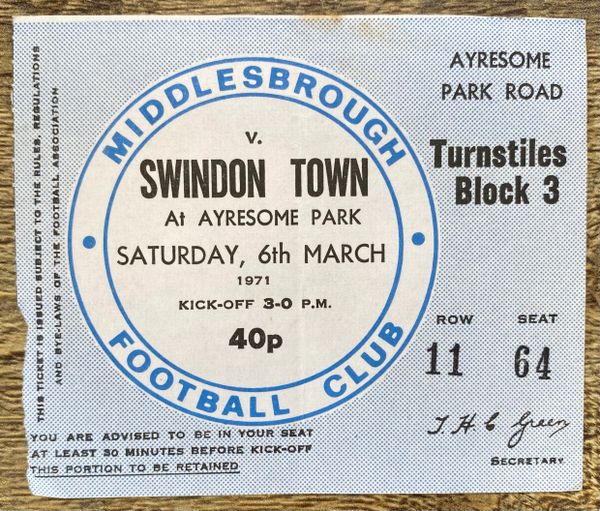 THIS TICKET IS ISSUED SUBJECT TO THE RULES, REGULATIONS
AND BYE-LAWS OF THE FOOTBALL ASSOCIATION
MIDDLESBROUGH
FOOTBALL CLUB
v.
SWINDON TOWN
At AYRESOME PARK
SATURDAY, 6th MARCH
1971
KICK-OFF 3-0 P.M.
40p
YOU ARE ADVISED TO BE IN YOUR SEAT
AT LEAST 30 MINUTES BEFORE KICK-OFF
THIS PORTION TO BE RETAINED
AYRESOME
PARK ROAD
Turnstiles
Block 3
ROW SEAT
11 64
T. H. C Green
SECRETARY